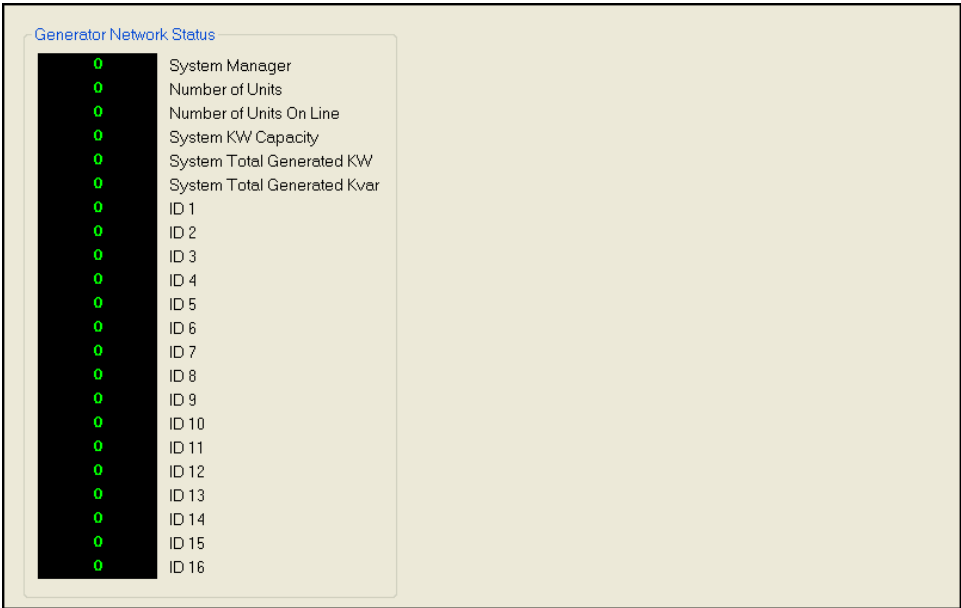 Generator Network Status
0 System Manager
0 Number of Units
0 Number of Units On Line
0 System KW Capacity
0 System Total Generated KW
0 System Total Generated Kvar
0 ID 1
0 ID 2
0 ID 3
0 ID 4
0 ID 5
0 ID 6
0 ID 7
0 ID 8
0 ID 9
0 ID 10
0 ID 11
0 ID 12
0 ID 13
0 ID 14
0 ID 15
0 ID 16